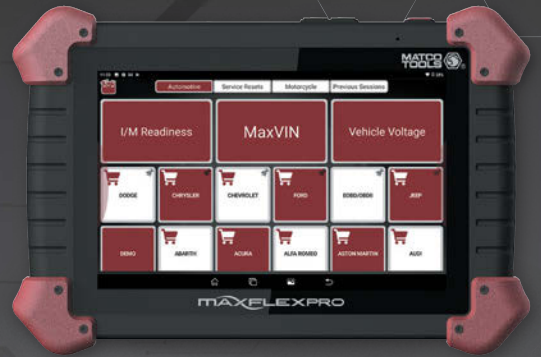 MATCO
TOOLS
Automotive Service Resets Motorcycle Previous Sessions
I/M Readiness MaxVIN Vehicle Voltage
DODGE CHRYSLER CHEVROLET FORD EOBD/OBDII JEEP
DEMO ABARTH ACURA ALFA ROMEO ASTON MARTIN AUDI
MAXFLEXPRO